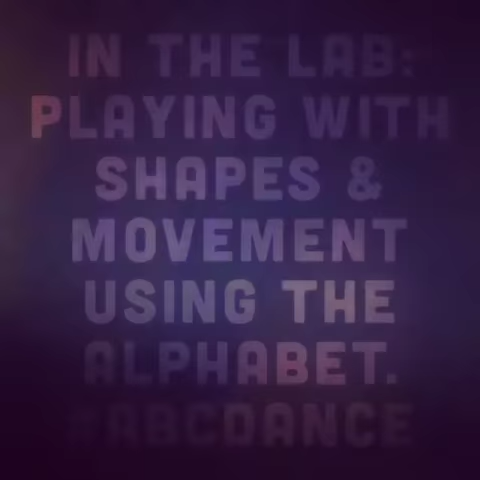 IN THE LAB:
PLAYING WITH
SHAPES &
MOVEMENT
USING THE
ALPHABET.
#ABCDANCE